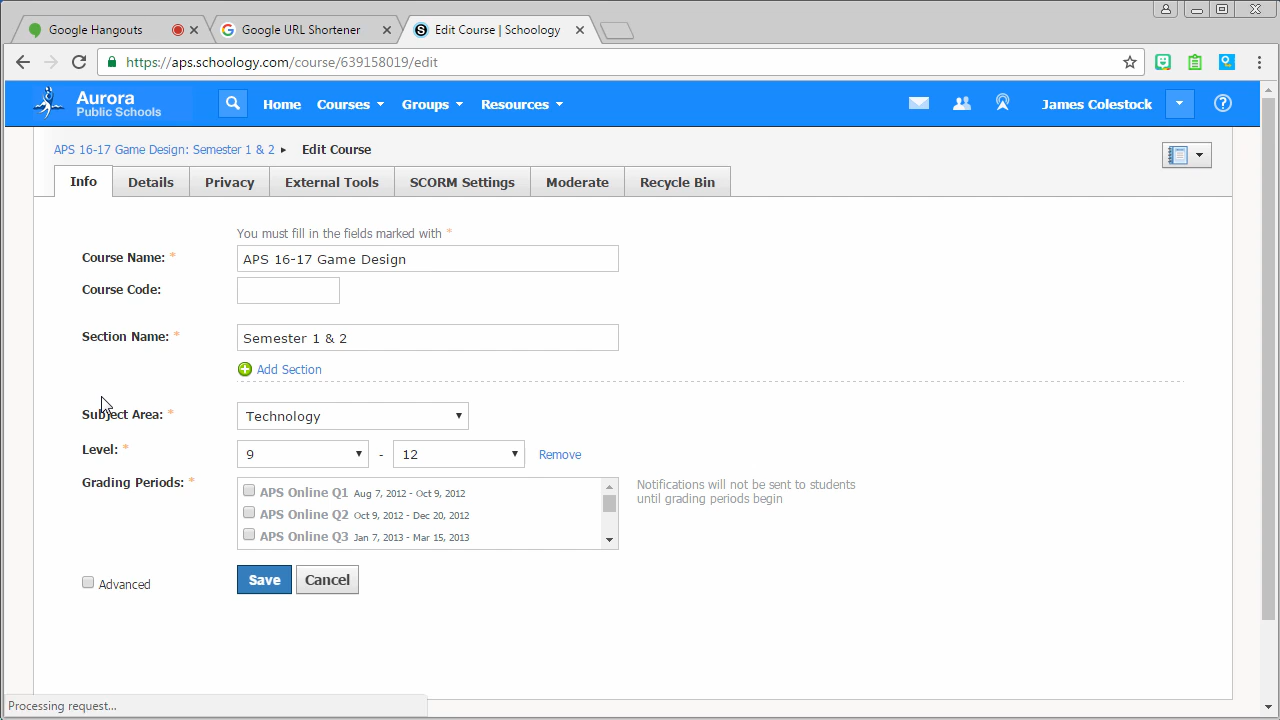 Google Hangouts
Google URL Shortener
Edit Course | Schoology
https://aps.schoology.com/course/639158019/edit
Aurora
Public Schools
Home
Courses
Groups
Resources
James Colestock
APS 16-17 Game Design: Semester 1 & 2
Edit Course
Info
Details
Privacy
External Tools
SCORM Settings
Moderate
Recycle Bin
You must fill in the fields marked with *
Course Name: *
APS 16-17 Game Design
Course Code:
Section Name: *
Semester 1 & 2
Add Section
Subject Area: *
Technology
Level: *
9
-
12
Remove
Grading Periods: *
APS Online Q1 Aug 7, 2012 - Oct 9, 2012
APS Online Q2 Oct 9, 2012 - Dec 20, 2012
APS Online Q3 Jan 7, 2013 - Mar 15, 2013
Notifications will not be sent to students
until grading periods begin
Advanced
Save
Cancel
Processing request...